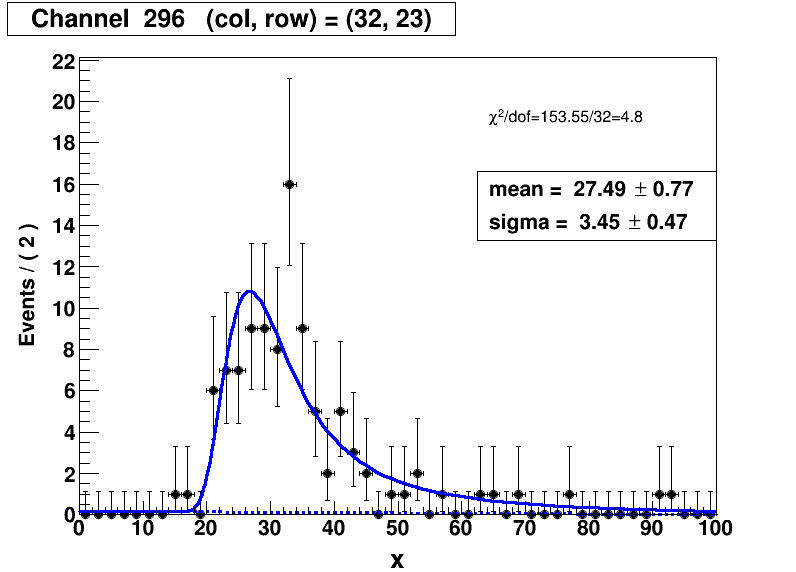 Channel 296 (col, row) = (32, 23)
χ²/dof=153.55/32=4.8
mean = 27.49 ± 0.77
sigma = 3.45 ± 0.47
Events / ( 2 )
22
20
18
16
14
12
10
8
6
4
2
0
0 10 20 30 40 50 60 70 80 90 100
x